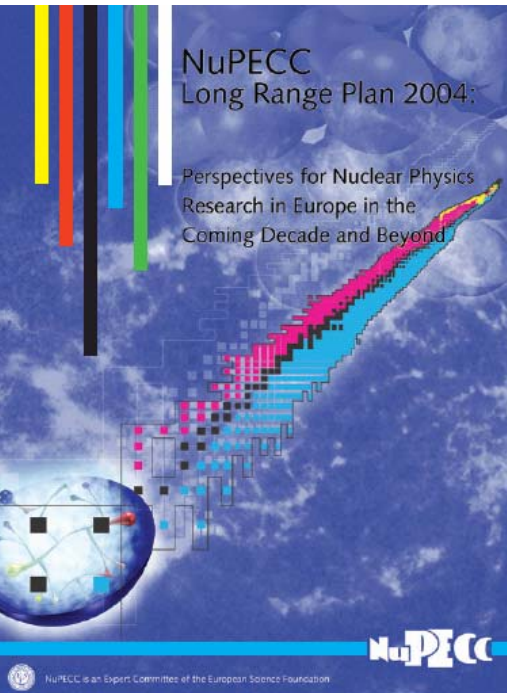 NuPECC
Long Range Plan 2004:
Perspectives for Nuclear Physics
Research in Europe in the
Coming Decade and Beyond
NuPECC
NuPECC is an Expert Committee of the European Science Foundation